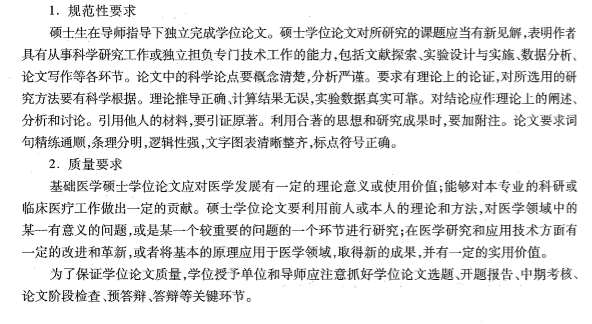 1. 规范性要求
硕士生在导师指导下独立完成学位论文。硕士学位论文对所研究的课题应当有新见解,表明作者
具有从事科学研究工作或独立担负专门技术工作的能力,包括文献探索、实验设计与实施、数据分析、
论文写作等各环节。论文中的科学论点要概念清楚,分析严谨。要求有理论上的论证,对所选用的研
究方法要有科学根据。理论推导正确、计算结果无误,实验数据真实可靠。对结论应作理论上的阐述、
分析和讨论。引用他人的材料,要引证原著。利用合著的思想和研究成果时,要加附注。论文要求词
句精练通顺,条理分明,逻辑性强,文字图表清晰整齐,标点符号正确。
2. 质量要求
基础医学硕士学位论文应对医学发展有一定的理论意义或使用价值;能够对本专业的科研或
临床医疗工作做出一定的贡献。硕士学位论文要利用前人或本人的理论和方法,对医学领域中的
某一有意义的问题,或是某一个较重要的问题的一个环节进行研究;在医学研究和应用技术方面有
一定的改进和革新,或者将基本的原理应用于医学领域,取得新的成果,并有一定的实用价值。
为了保证学位论文质量,学位授予单位和导师应注意抓好学位论文选题、开题报告、中期考核、
论文阶段检查、预答辩、答辩等关键环节。